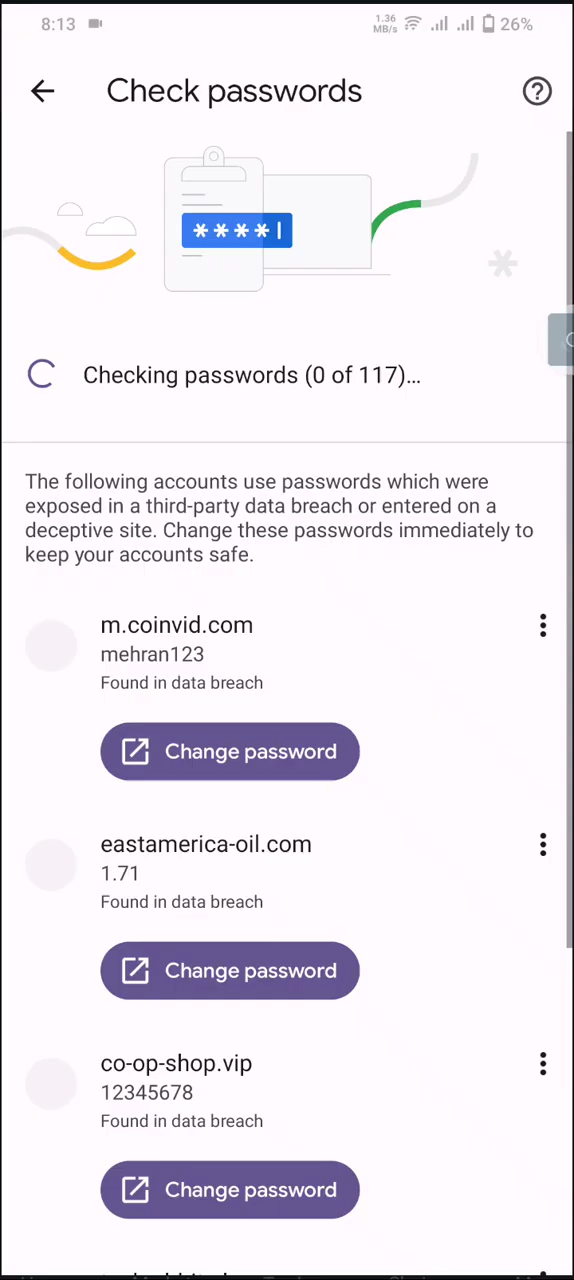 8:13
1.36
MB/s
26%
Check passwords
****|
Checking passwords (0 of 117)...
The following accounts use passwords which were
exposed in a third-party data breach or entered on a
deceptive site. Change these passwords immediately to
keep your accounts safe.
m.coinvid.com
mehran123
Found in data breach
Change password
eastamerica-oil.com
1.71
Found in data breach
Change password
co-op-shop.vip
12345678
Found in data breach
Change password